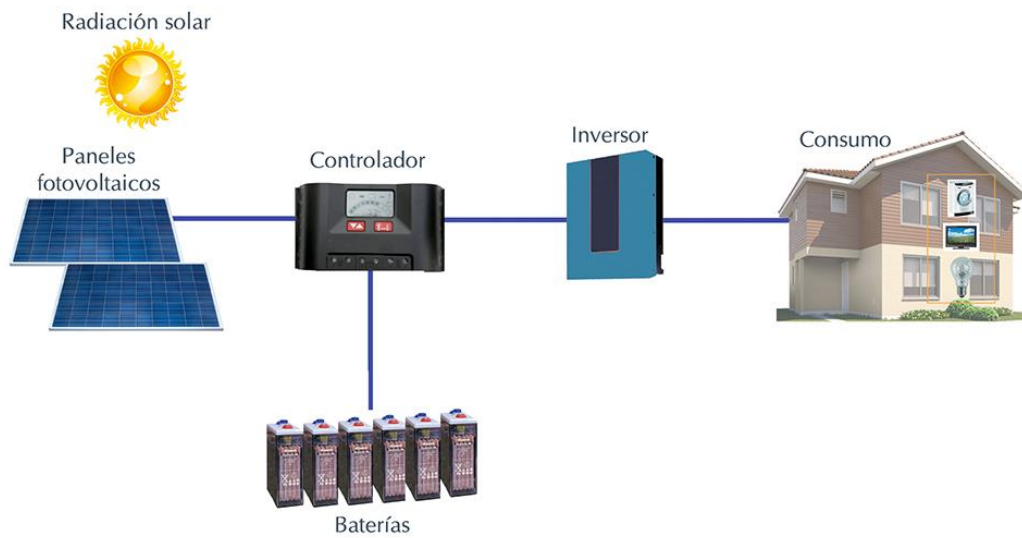 Radiación solar
Paneles
fotovoltaicos
Controlador
Inversor
Consumo
Baterías